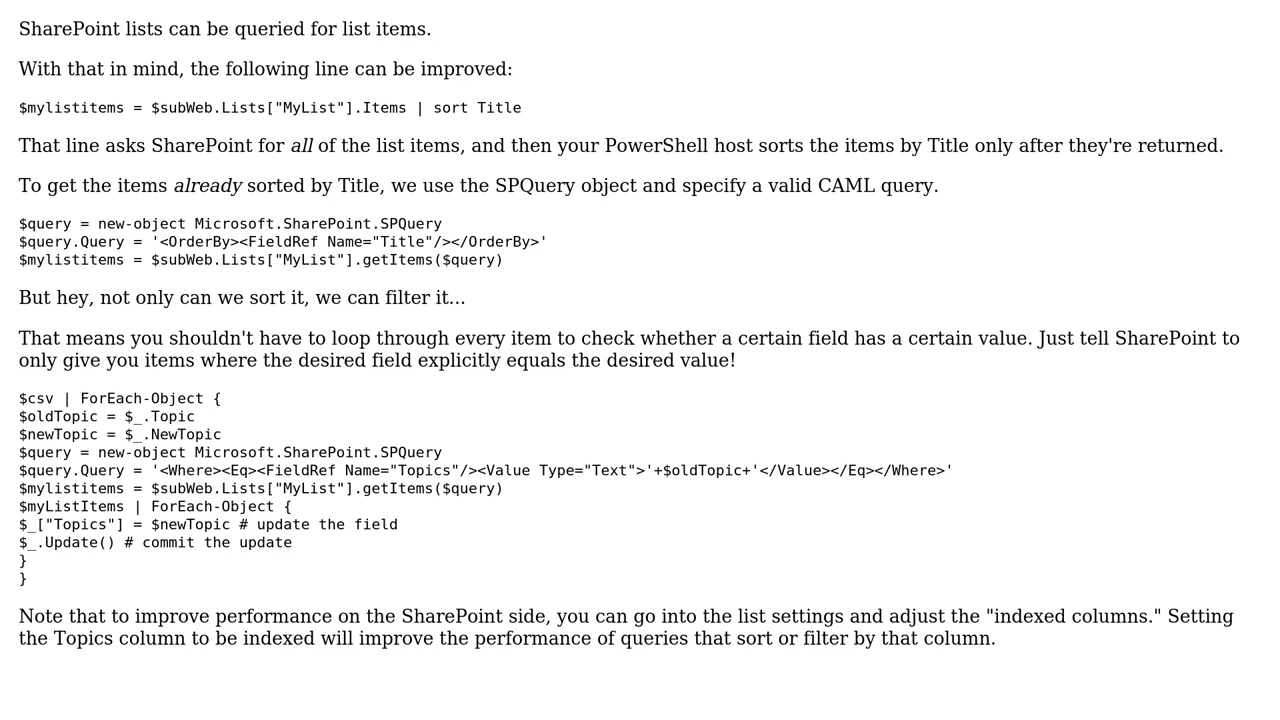 SharePoint lists can be queried for list items.
With that in mind, the following line can be improved:
$mylistitems = $subWeb.Lists["MyList"].Items | sort Title
That line asks SharePoint for all of the list items, and then your PowerShell host sorts the items by Title only after they're returned.
To get the items already sorted by Title, we use the SPQuery object and specify a valid CAML query.
$query = new-object Microsoft.SharePoint.SPQuery
$query.Query = '<OrderBy><FieldRef Name="Title"/></OrderBy>'
$mylistitems = $subWeb.Lists["MyList"].getItems($query)
But hey, not only can we sort it, we can filter it...
That means you shouldn't have to loop through every item to check whether a certain field has a certain value. Just tell SharePoint to
only give you items where the desired field explicitly equals the desired value!
$csv | ForEach-Object {
$oldTopic = $_.Topic
$newTopic = $_.NewTopic
$query = new-object Microsoft.SharePoint.SPQuery
$query.Query = '<Where><Eq><FieldRef Name="Topics"/><Value Type="Text">'+$oldTopic+'</Value></Eq></Where>'
$mylistitems = $subWeb.Lists["MyList"].getItems($query)
$myListItems | ForEach-Object {
$_["Topics"] = $newTopic # update the field
$_.Update() # commit the update
}
}
Note that to improve performance on the SharePoint side, you can go into the list settings and adjust the "indexed columns." Setting
the Topics column to be indexed will improve the performance of queries that sort or filter by that column.